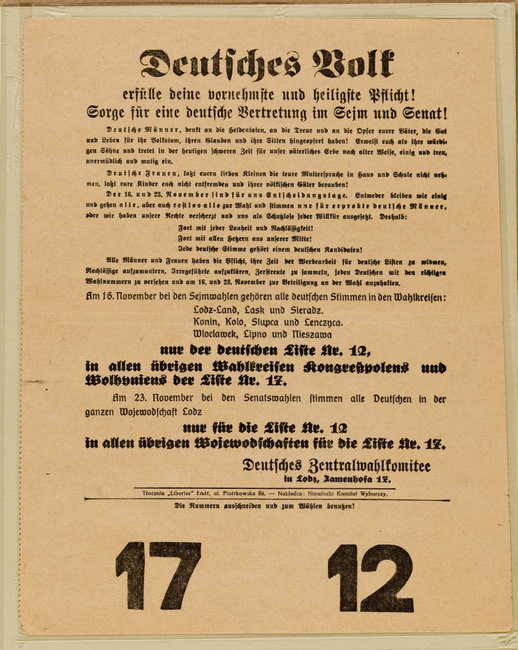 Deutsches Volk
erfülle deine vornehmste und heiligste Pflicht!
Sorge für eine deutsche Vertretung im Sejm und Senat!
Deutsche Männer, denkt an die Heldentaten, an die Treue und an die Opfer eurer Väter, die Gut
und Leben für ihr Volkstum, ihren Glauden und ihre Sitten hingeopfert haben! Erweist euch als ihre würdi-
gen Söhne und tretet in der heutigen schweren Zeit für unser väterliches Erbe nach alter Weise, einig und treu,
unermüdlich und mutig ein.
Deutsche Frauen, laßt euren lieben Kleinen die teure Muttersprache in Haus und Schule nicht neh-
men, laßt eure Kinder euch nicht entfremden und ihrer völkischen Güter berauben!
Der 16. und 23. November sind für uns Entscheidungstage. Entweder bleiben wir einig
und gehen alle, aber auch restlos alle zur Wahl und stimmen nur für erprobte deutsche Männer,
oder wir haben unsere Rechte verscherzt und uns als Schutzlose jeder Willkür ausgesetzt. Deshalb:
Fort mit jeder Lauheit und Nachlässigkeit!
Fort mit allen Hetzern aus unserer Mitte!
Jede deutsche Stimme gehört einem deutschen Kandidaten!
Alle Männer und Frauen haben die Pflicht, ihre Zeit der Werbearbeit für deutsche Listen zu widmen,
Nachlässige aufzumuntern, Irregeführte aufzuklären, Zerstreute zu sammeln, jeden Deutschen mit den richtigen
Wahlnummern zu versehen und am 16. und 23. November zur Beteiligung an der Wahl anzuhalten.
Am 16. November bei den Sejmwahlen gehören alle deutschen Stimmen in den Wahlkreisen:
Lodz-Land, Lask und Sieradz.
Konin, Kolo, Slupca und Lenczyca.
Wloclawek, Lipno und Nieszawa
nur der deutschen Liste Nr. 12,
in allen übrigen Wahlkreisen Kongreßpolens und
Wolhyniens der Liste Nr. 17.
Am 23. November bei den Senatswahlen stimmen alle Deutschen in der
ganzen Wojewodschaft Lodz
nur für die Liste Nr. 12
in allen übrigen Wojewodschaften für die Liste Nr. 17.
Deutsches Zentralwahlkomitee
in Lodz, Zamenhofa 17.
Tłocznia „Libertas” Łódź, ul. Piotrkowska 86. — Nakładca: Niemiecki Komitet Wyborczy.
Die Nummern ausschneiden und zum Wählen benutzen!
17 12